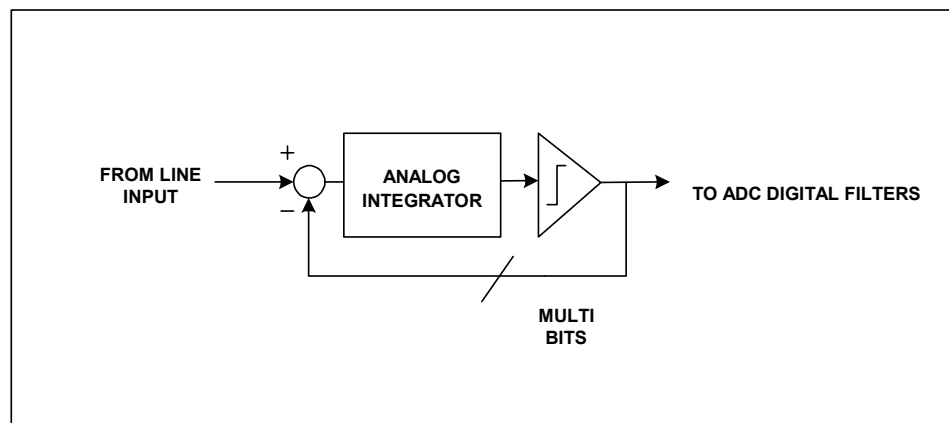 FROM LINE
INPUT
+
−
ANALOG
INTEGRATOR
TO ADC DIGITAL FILTERS
MULTI
BITS